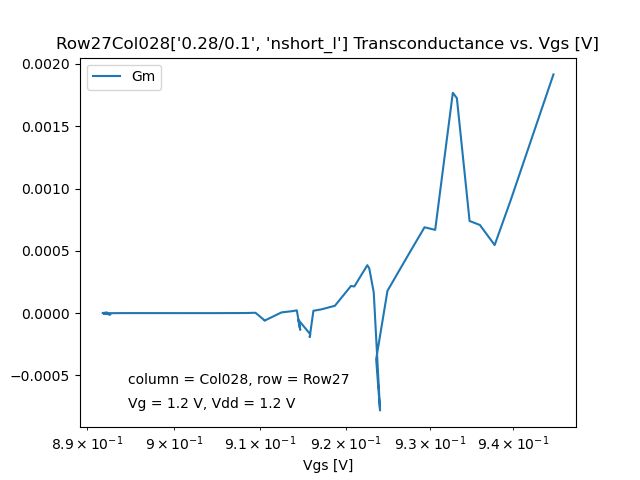 Row27Col028['0.28/0.1', 'nshort_l'] Transconductance vs. Vgs [V]
Gm
0.0020
0.0015
0.0010
0.0005
0.0000
−0.0005
column = Col028, row = Row27
Vg = 1.2 V, Vdd = 1.2 V
8.9 × 10⁻¹ 9 × 10⁻¹ 9.1 × 10⁻¹ 9.2 × 10⁻¹ 9.3 × 10⁻¹ 9.4 × 10⁻¹
Vgs [V]